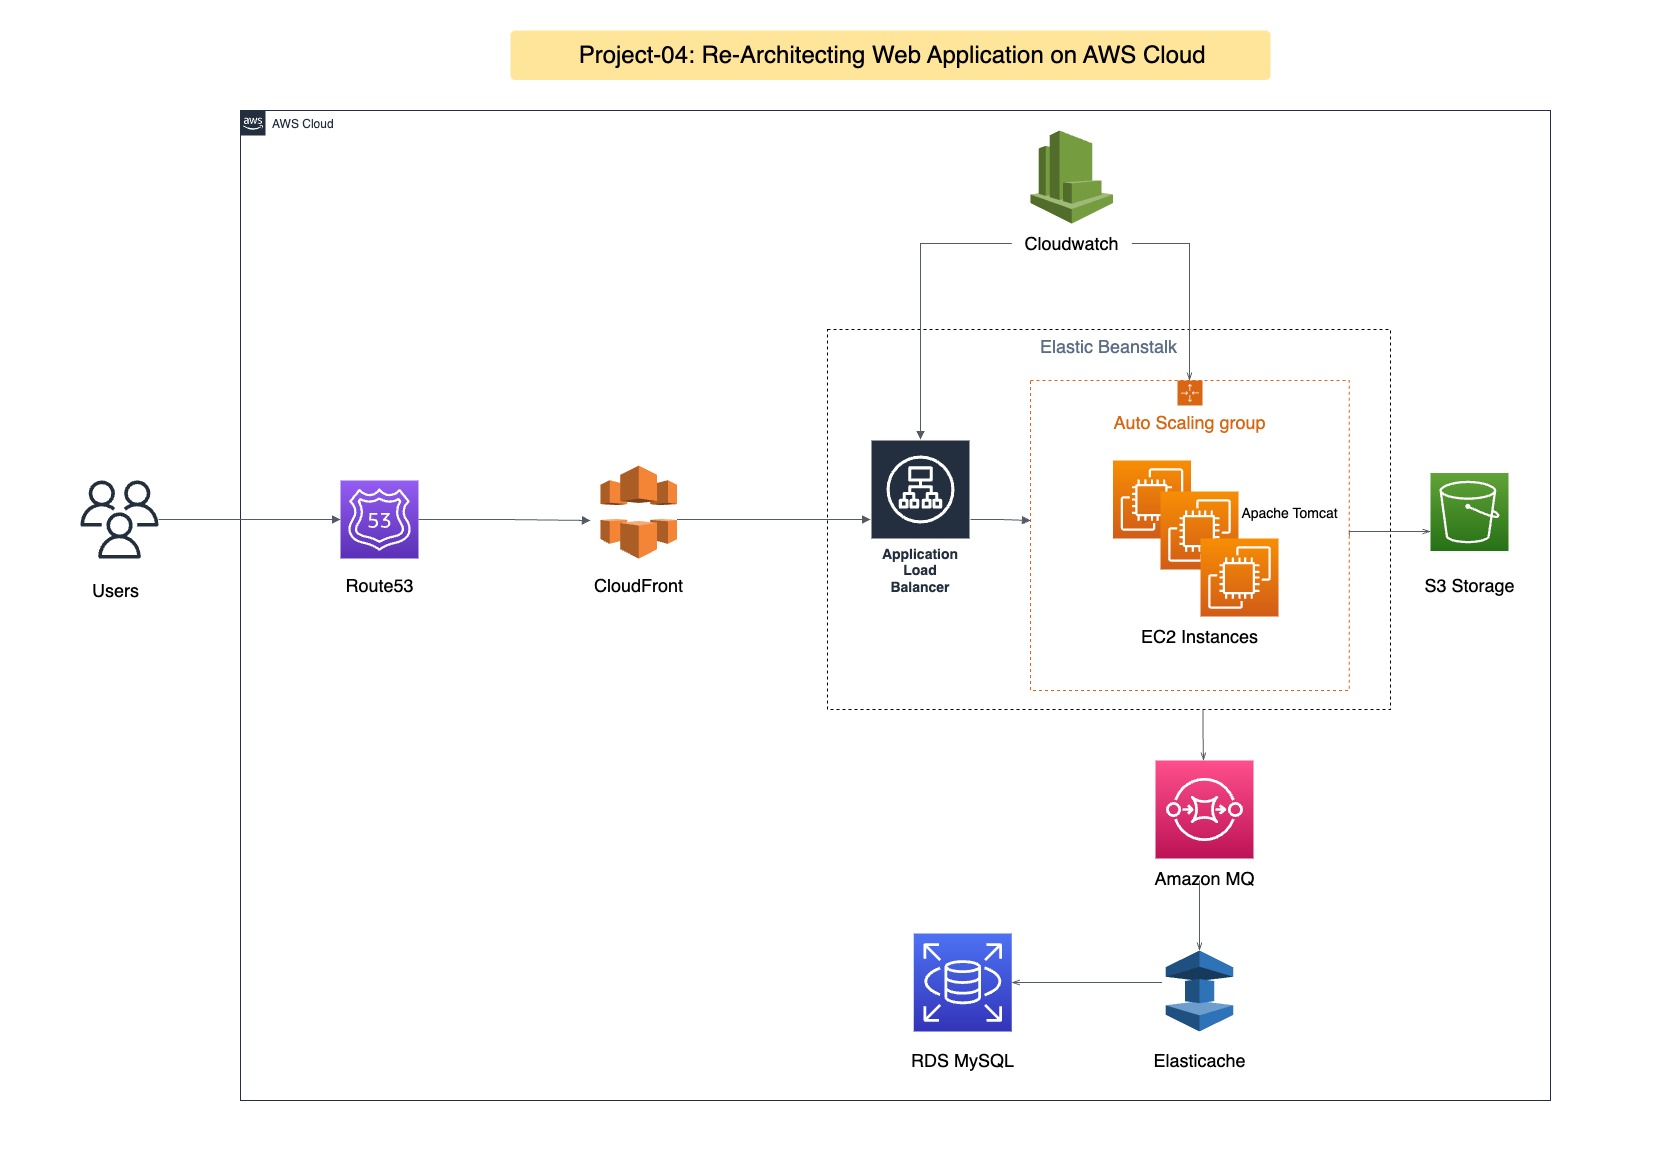 Project-04: Re-Architecting Web Application on AWS Cloud
aws
AWS Cloud
Cloudwatch
Elastic Beanstalk
Auto Scaling group
Apache Tomcat
EC2 Instances
Application
Load
Balancer
53
Users
Route53
CloudFront
S3 Storage
Amazon MQ
RDS MySQL
Elasticache